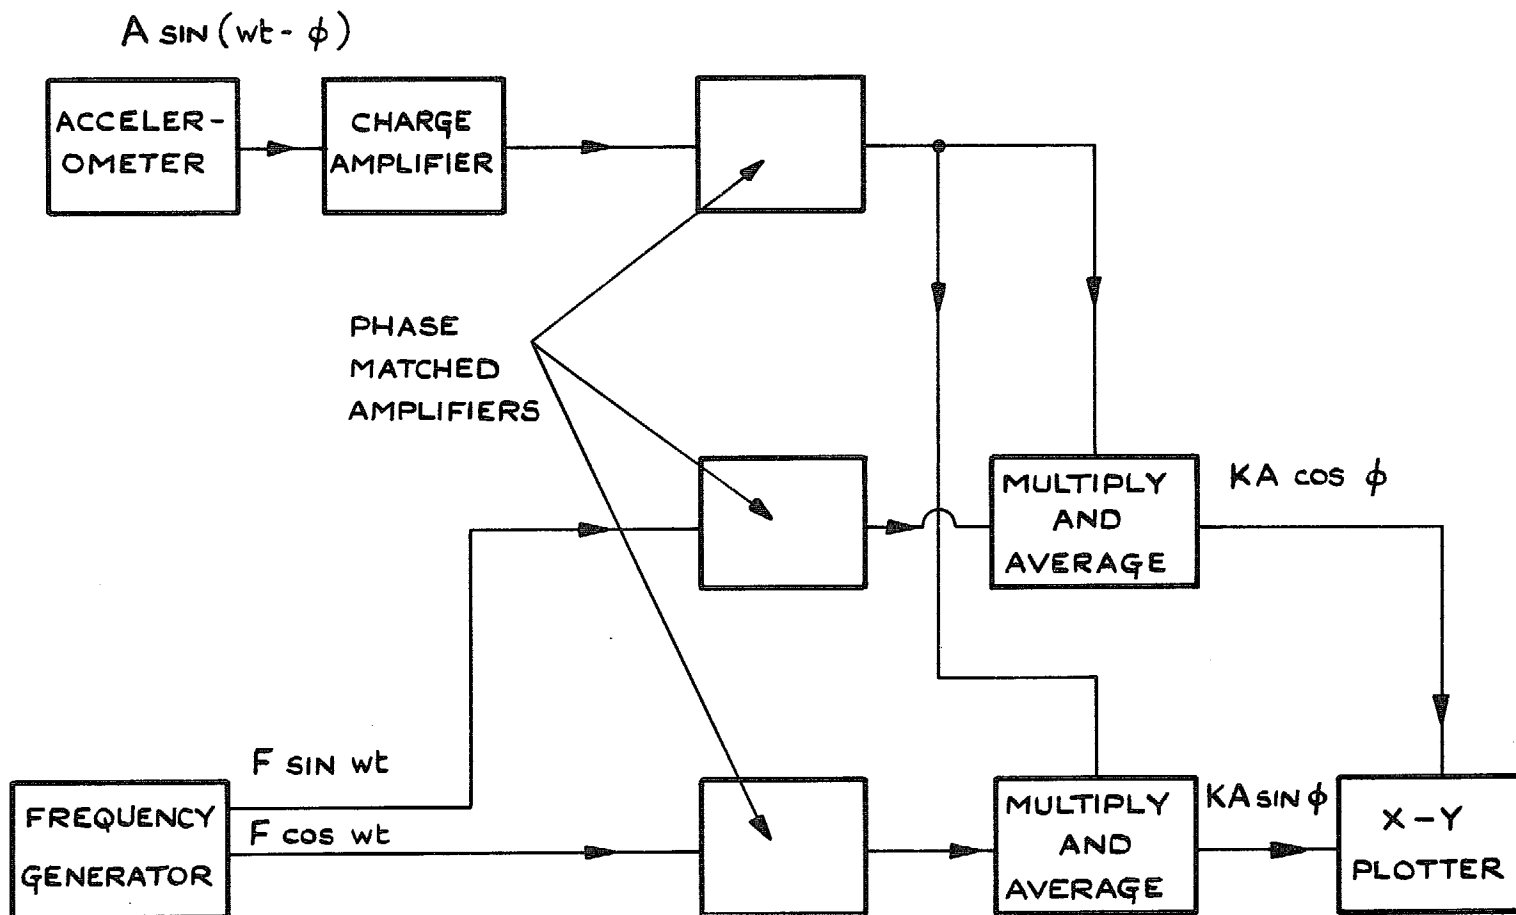 A SIN (wt - φ)
ACCELER-
OMETER
CHARGE
AMPLIFIER
PHASE
MATCHED
AMPLIFIERS
MULTIPLY
AND
AVERAGE
KA COS φ
F SIN wt
F COS wt
FREQUENCY
GENERATOR
MULTIPLY
AND
AVERAGE
KA SIN φ
X-Y
PLOTTER